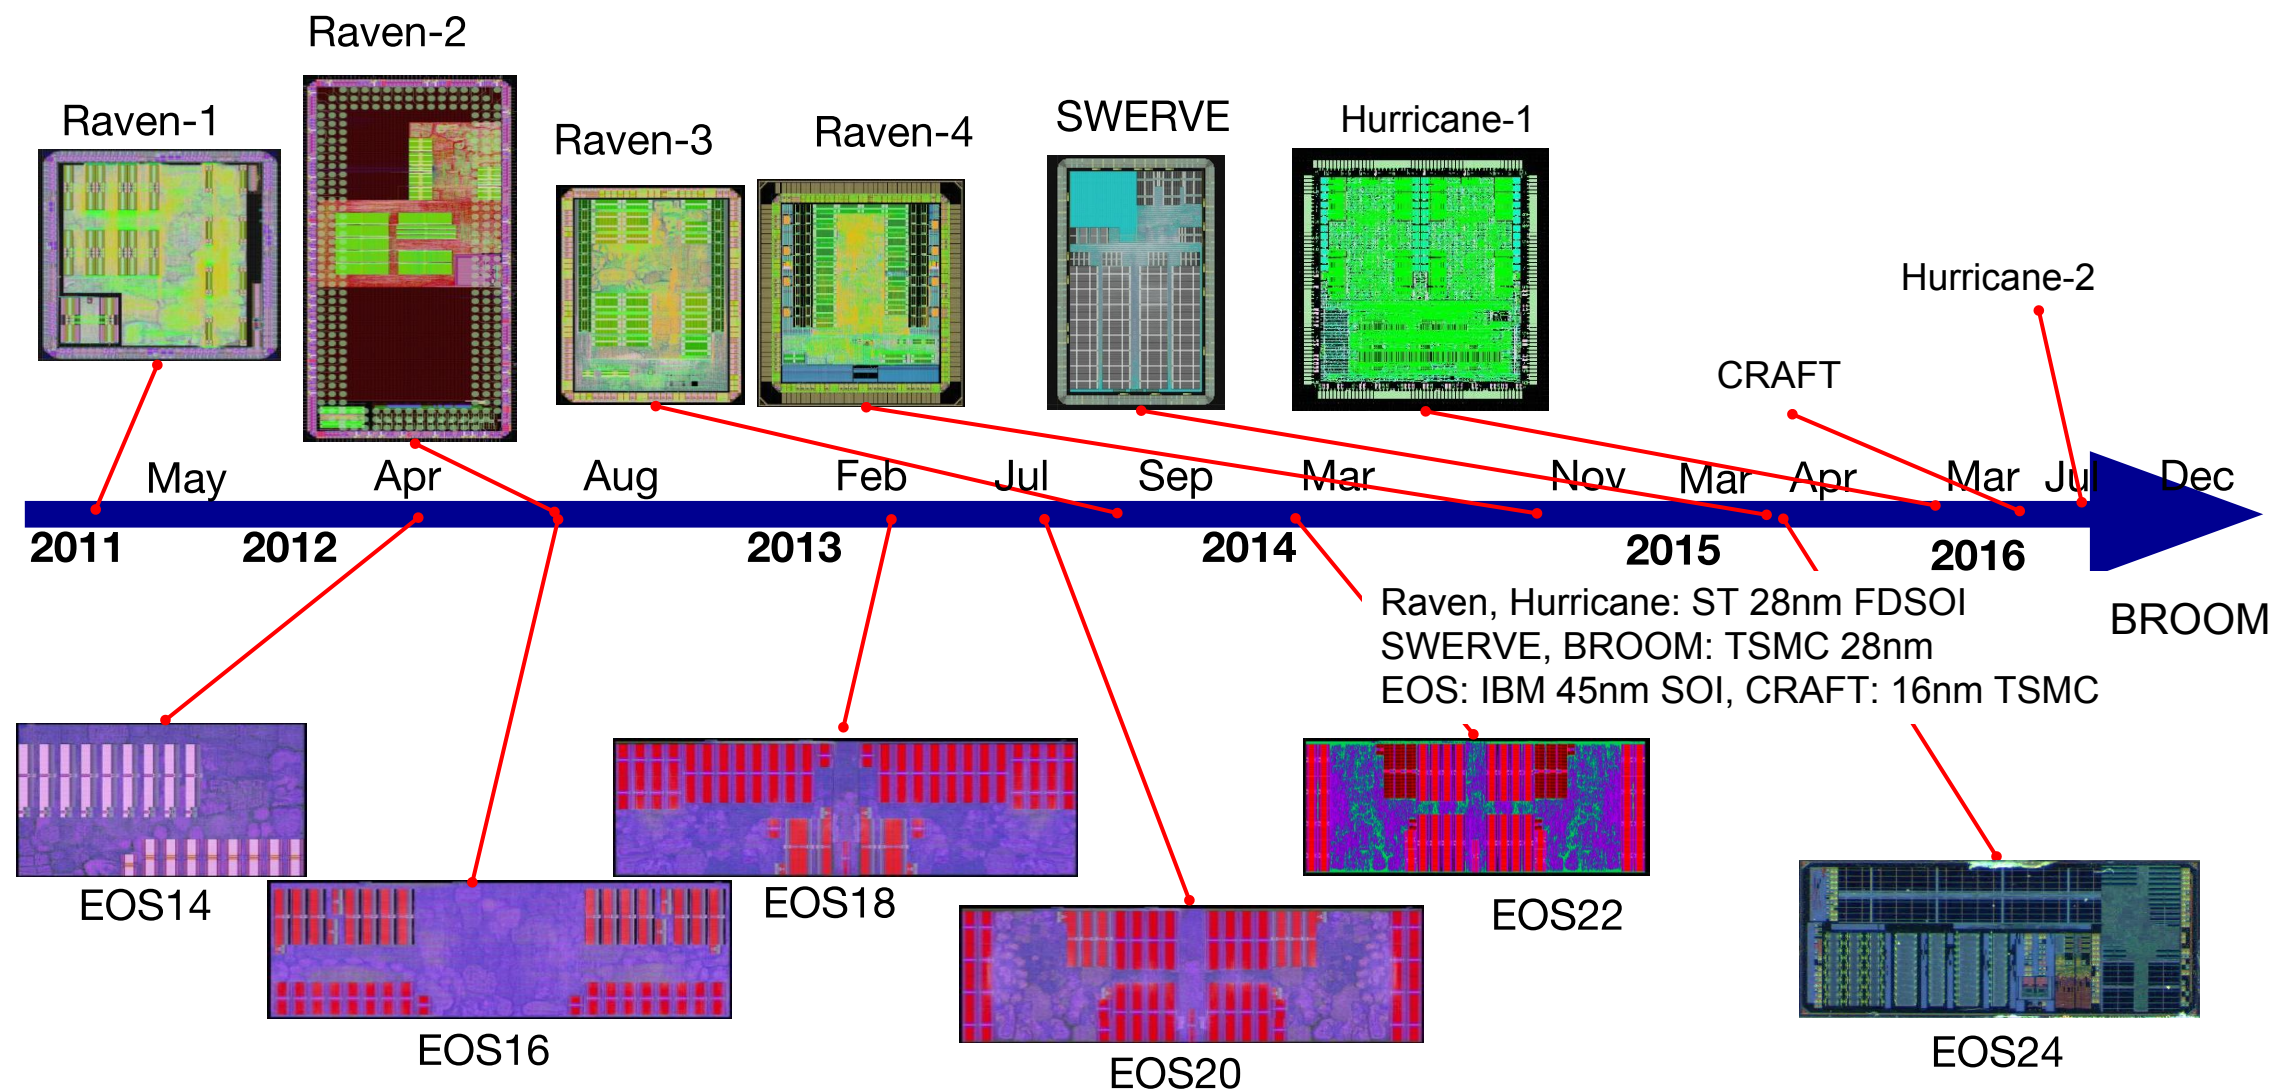 Raven-2
Raven-1
Raven-3
Raven-4
SWERVE
Hurricane-1
Hurricane-2
CRAFT
May
Apr
Aug
Feb
Jul
Sep
Mar
Nov
Mar
Apr
Mar
Jul
Dec
2011
2012
2013
2014
2015
2016
Raven, Hurricane: ST 28nm FDSOI
SWERVE, BROOM: TSMC 28nm
EOS: IBM 45nm SOI, CRAFT: 16nm TSMC
BROOM
EOS14
EOS16
EOS18
EOS20
EOS22
EOS24